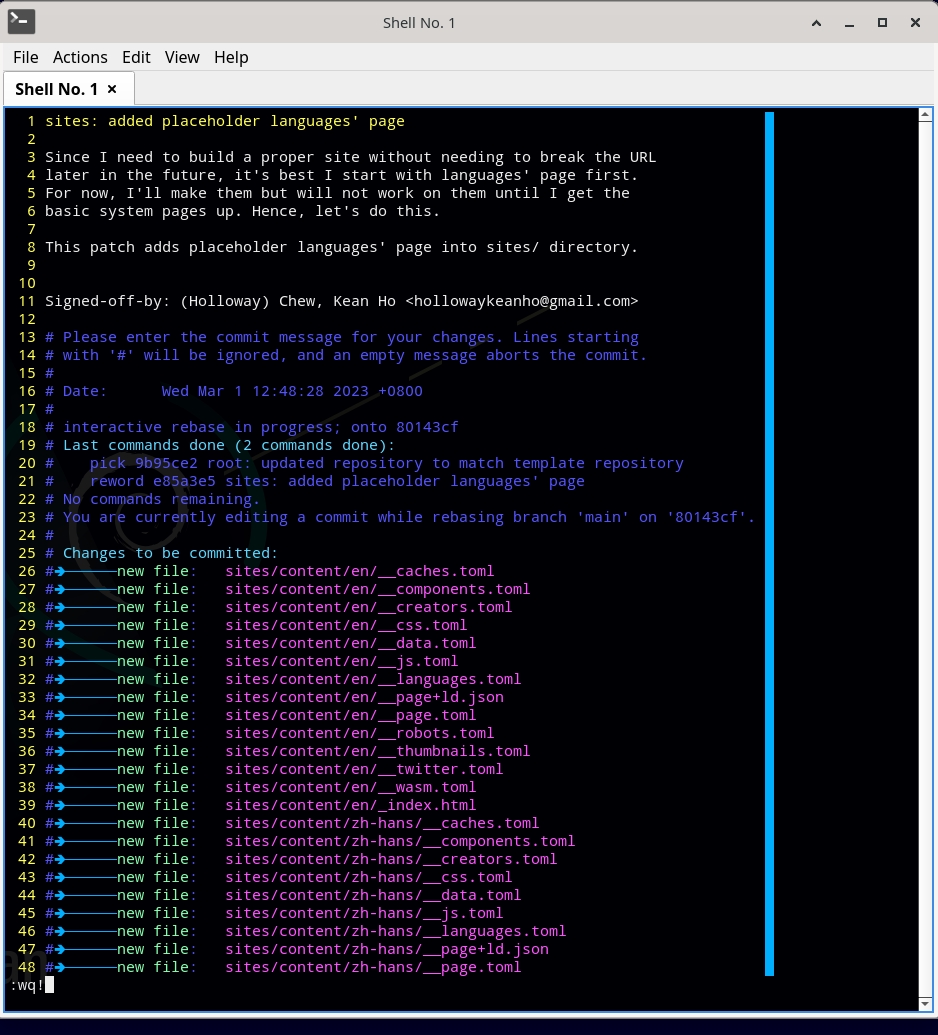 Shell No. 1
File Actions Edit View Help
Shell No. 1 ×
1 sites: added placeholder languages' page
2
3 Since I need to build a proper site without needing to break the URL
4 later in the future, it's best I start with languages' page first.
5 For now, I'll make them but will not work on them until I get the
6 basic system pages up. Hence, let's do this.
7
8 This patch adds placeholder languages' page into sites/ directory.
9
10
11 Signed-off-by: (Holloway) Chew, Kean Ho <hollowaykeanho@gmail.com>
12
13 # Please enter the commit message for your changes. Lines starting
14 # with '#' will be ignored, and an empty message aborts the commit.
15 #
16 # Date:      Wed Mar 1 12:48:28 2023 +0800
17 #
18 # interactive rebase in progress; onto 80143cf
19 # Last commands done (2 commands done):
20 #    pick 9b95ce2 root: updated repository to match template repository
21 #    reword e85a3e5 sites: added placeholder languages' page
22 # No commands remaining.
23 # You are currently editing a commit while rebasing branch 'main' on '80143cf'.
24 #
25 # Changes to be committed:
26 #➔──────new file:   sites/content/en/__caches.toml
27 #➔──────new file:   sites/content/en/__components.toml
28 #➔──────new file:   sites/content/en/__creators.toml
29 #➔──────new file:   sites/content/en/__css.toml
30 #➔──────new file:   sites/content/en/__data.toml
31 #➔──────new file:   sites/content/en/__js.toml
32 #➔──────new file:   sites/content/en/__languages.toml
33 #➔──────new file:   sites/content/en/__page+ld.json
34 #➔──────new file:   sites/content/en/__page.toml
35 #➔──────new file:   sites/content/en/__robots.toml
36 #➔──────new file:   sites/content/en/__thumbnails.toml
37 #➔──────new file:   sites/content/en/__twitter.toml
38 #➔──────new file:   sites/content/en/__wasm.toml
39 #➔──────new file:   sites/content/en/_index.html
40 #➔──────new file:   sites/content/zh-hans/__caches.toml
41 #➔──────new file:   sites/content/zh-hans/__components.toml
42 #➔──────new file:   sites/content/zh-hans/__creators.toml
43 #➔──────new file:   sites/content/zh-hans/__css.toml
44 #➔──────new file:   sites/content/zh-hans/__data.toml
45 #➔──────new file:   sites/content/zh-hans/__js.toml
46 #➔──────new file:   sites/content/zh-hans/__languages.toml
47 #➔──────new file:   sites/content/zh-hans/__page+ld.json
48 #➔──────new file:   sites/content/zh-hans/__page.toml
:wq!